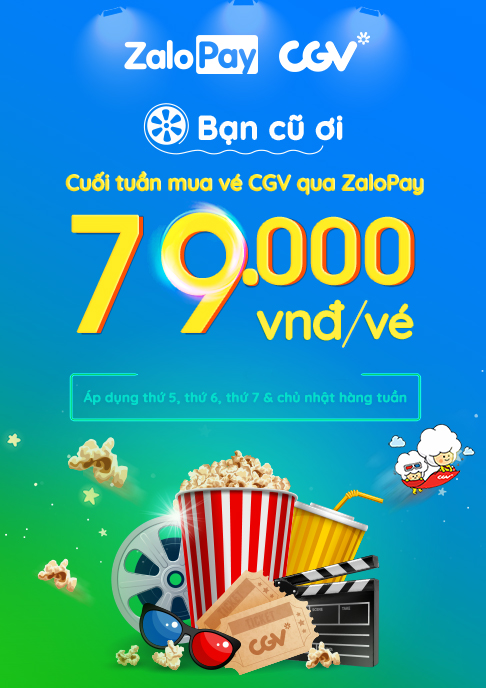 ZaloPay CGV*
Bạn cũ ơi
Cuối tuần mua vé CGV qua ZaloPay
79.000
vnđ/vé
Áp dụng thứ 5, thứ 6, thứ 7 & chủ nhật hàng tuần
CGV
CGV*